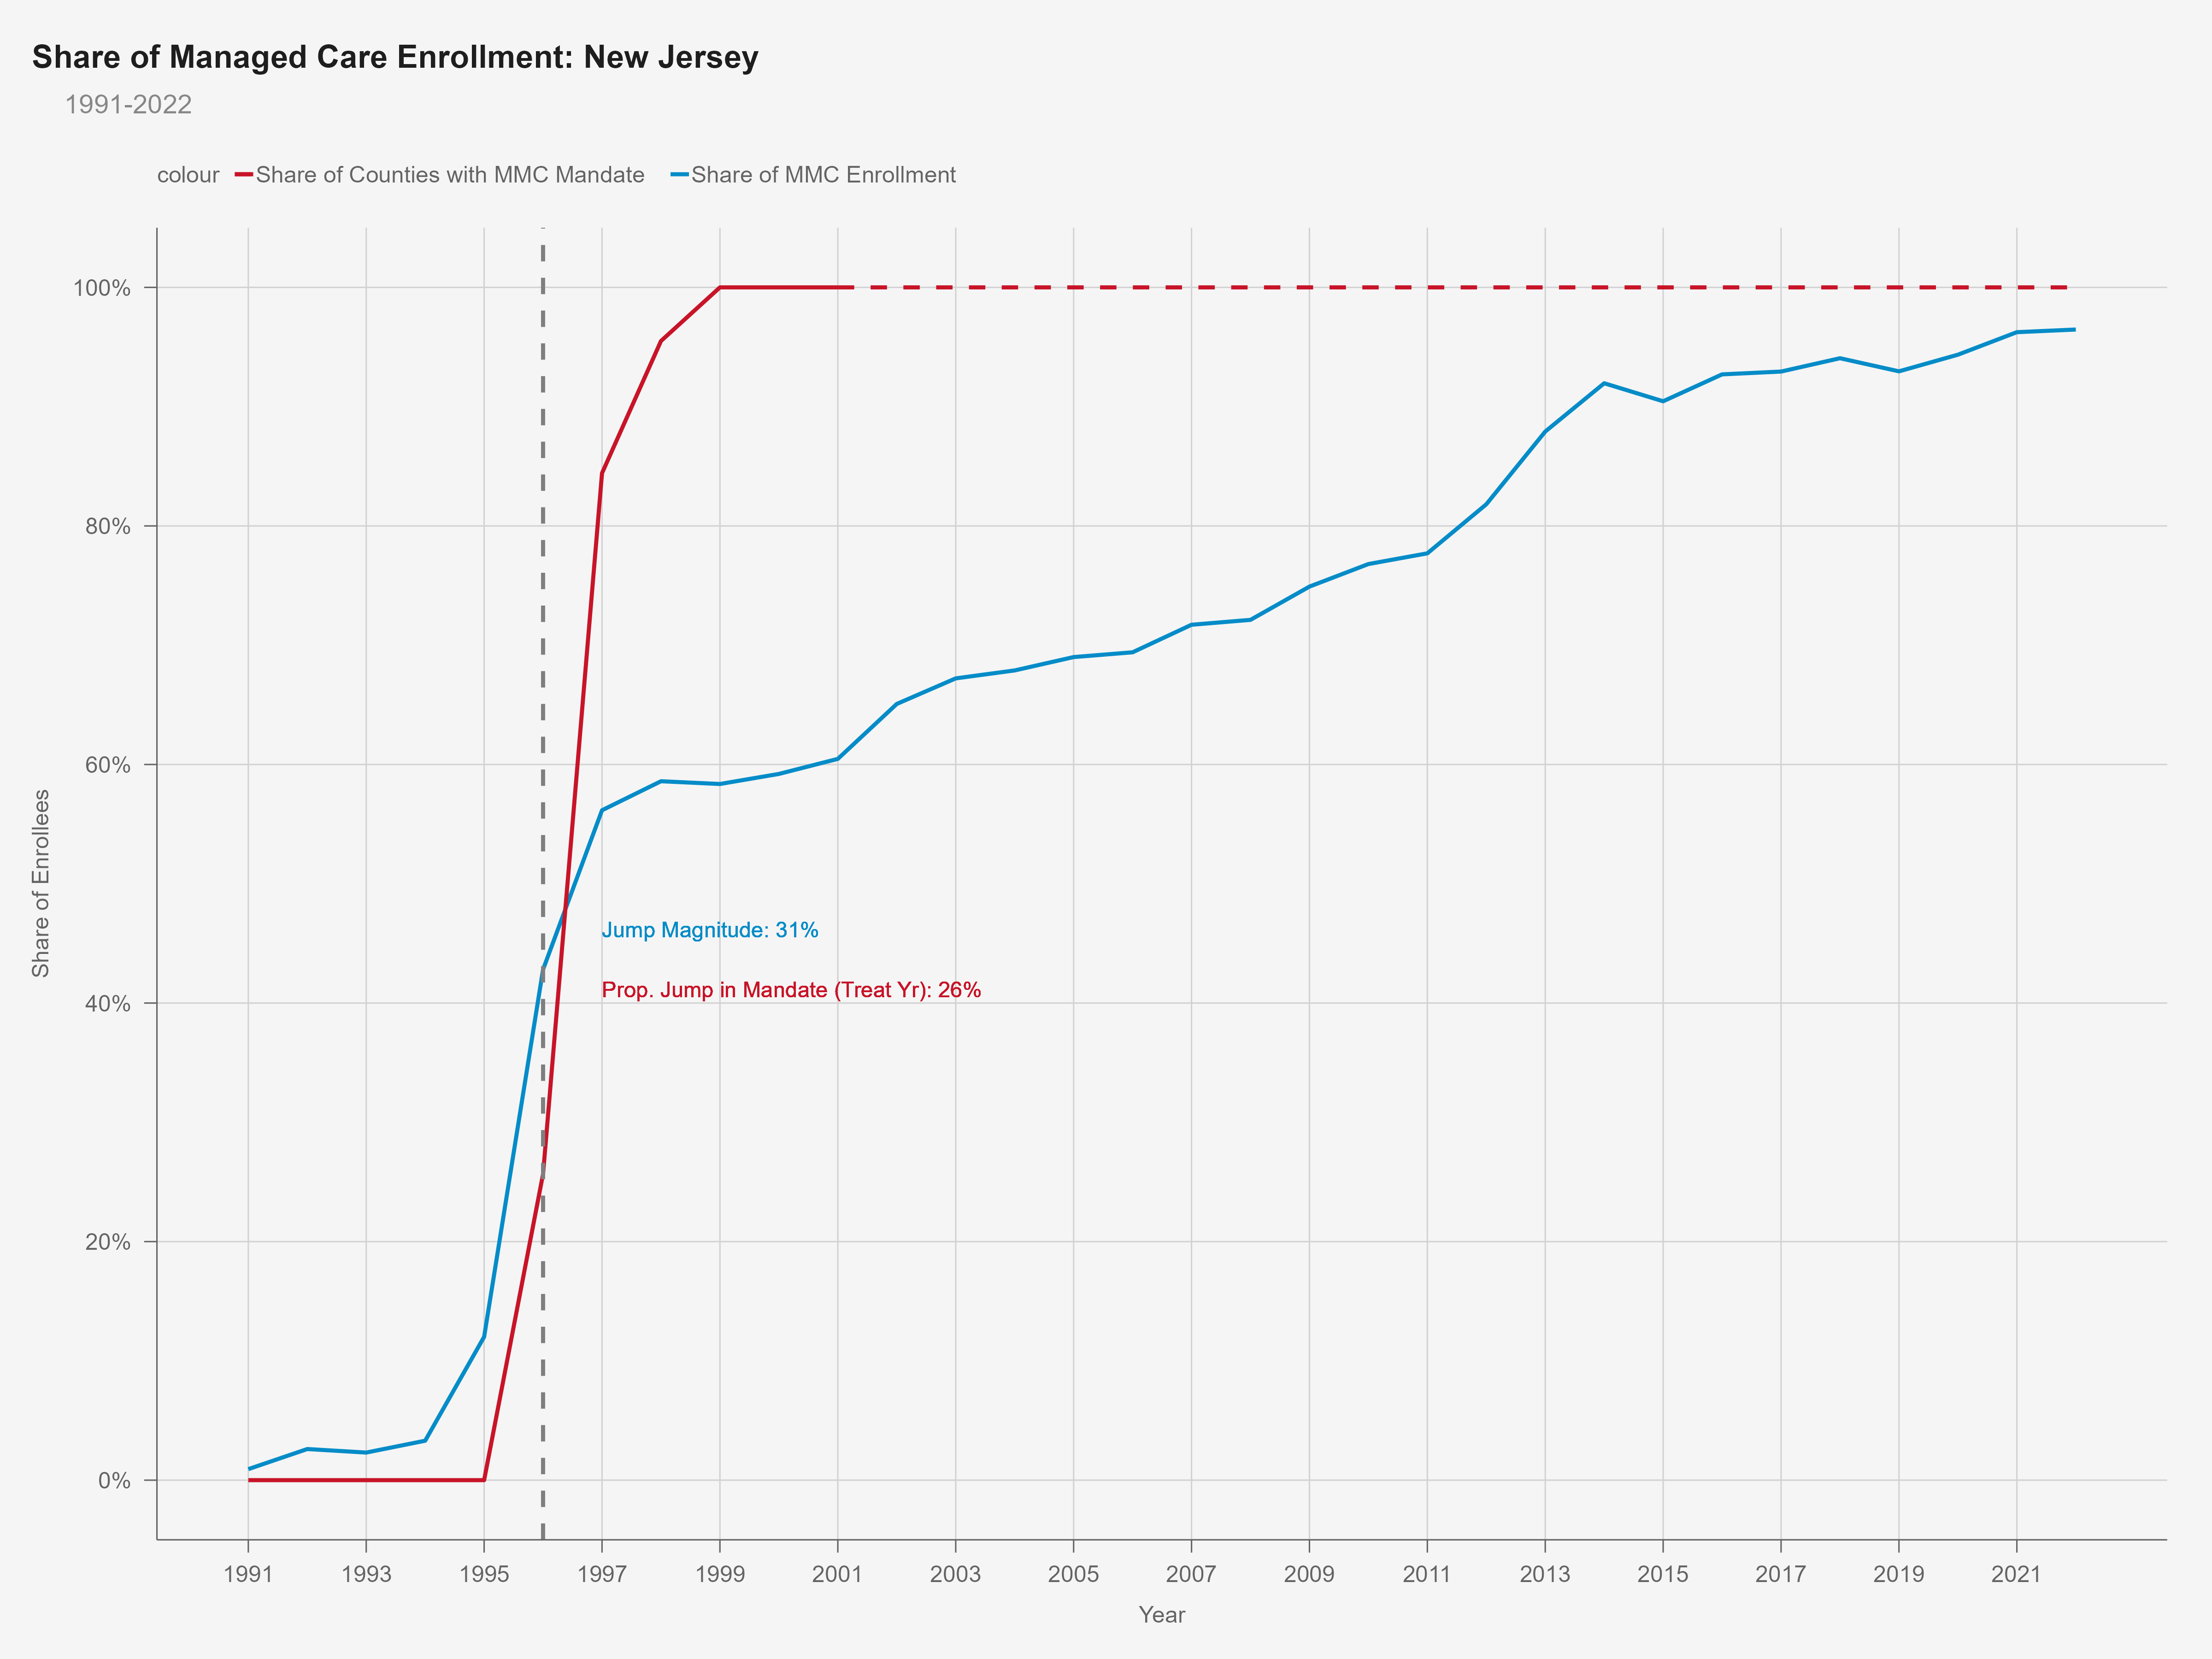 Share of Managed Care Enrollment: New Jersey
1991-2022
colour Share of Counties with MMC Mandate Share of MMC Enrollment
100%
80%
60%
40%
20%
0%
Share of Enrollees
Jump Magnitude: 31%
Prop. Jump in Mandate (Treat Yr): 26%
1991 1993 1995 1997 1999 2001 2003 2005 2007 2009 2011 2013 2015 2017 2019 2021
Year